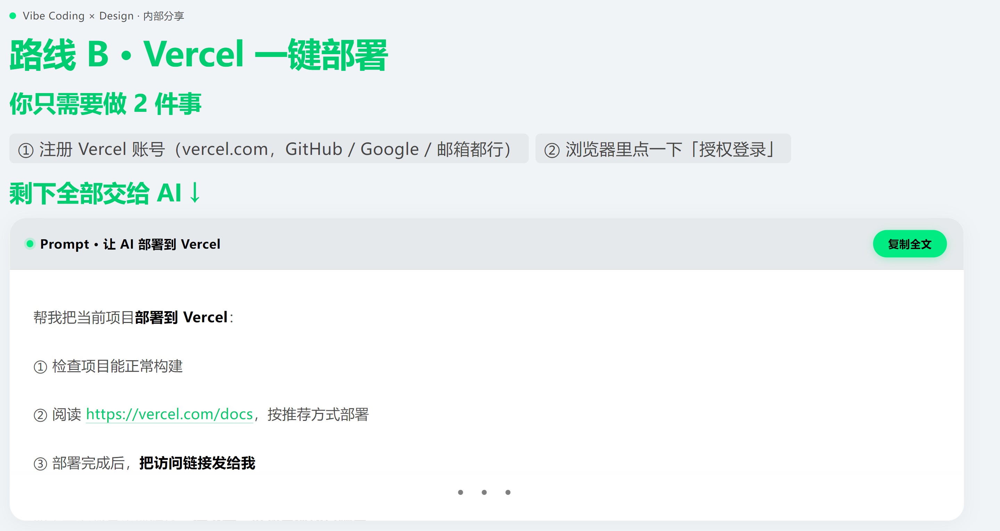 Vibe Coding × Design · 内部分享
路线 B · Vercel 一键部署
你只需要做 2 件事
① 注册 Vercel 账号（vercel.com，GitHub / Google / 邮箱都行） ② 浏览器里点一下「授权登录」
剩下全部交给 AI ↓
Prompt · 让 AI 部署到 Vercel 复制全文
帮我把当前项目部署到 Vercel：
① 检查项目能正常构建
② 阅读 https://vercel.com/docs，按推荐方式部署
③ 部署完成后，把访问链接发给我
• • •